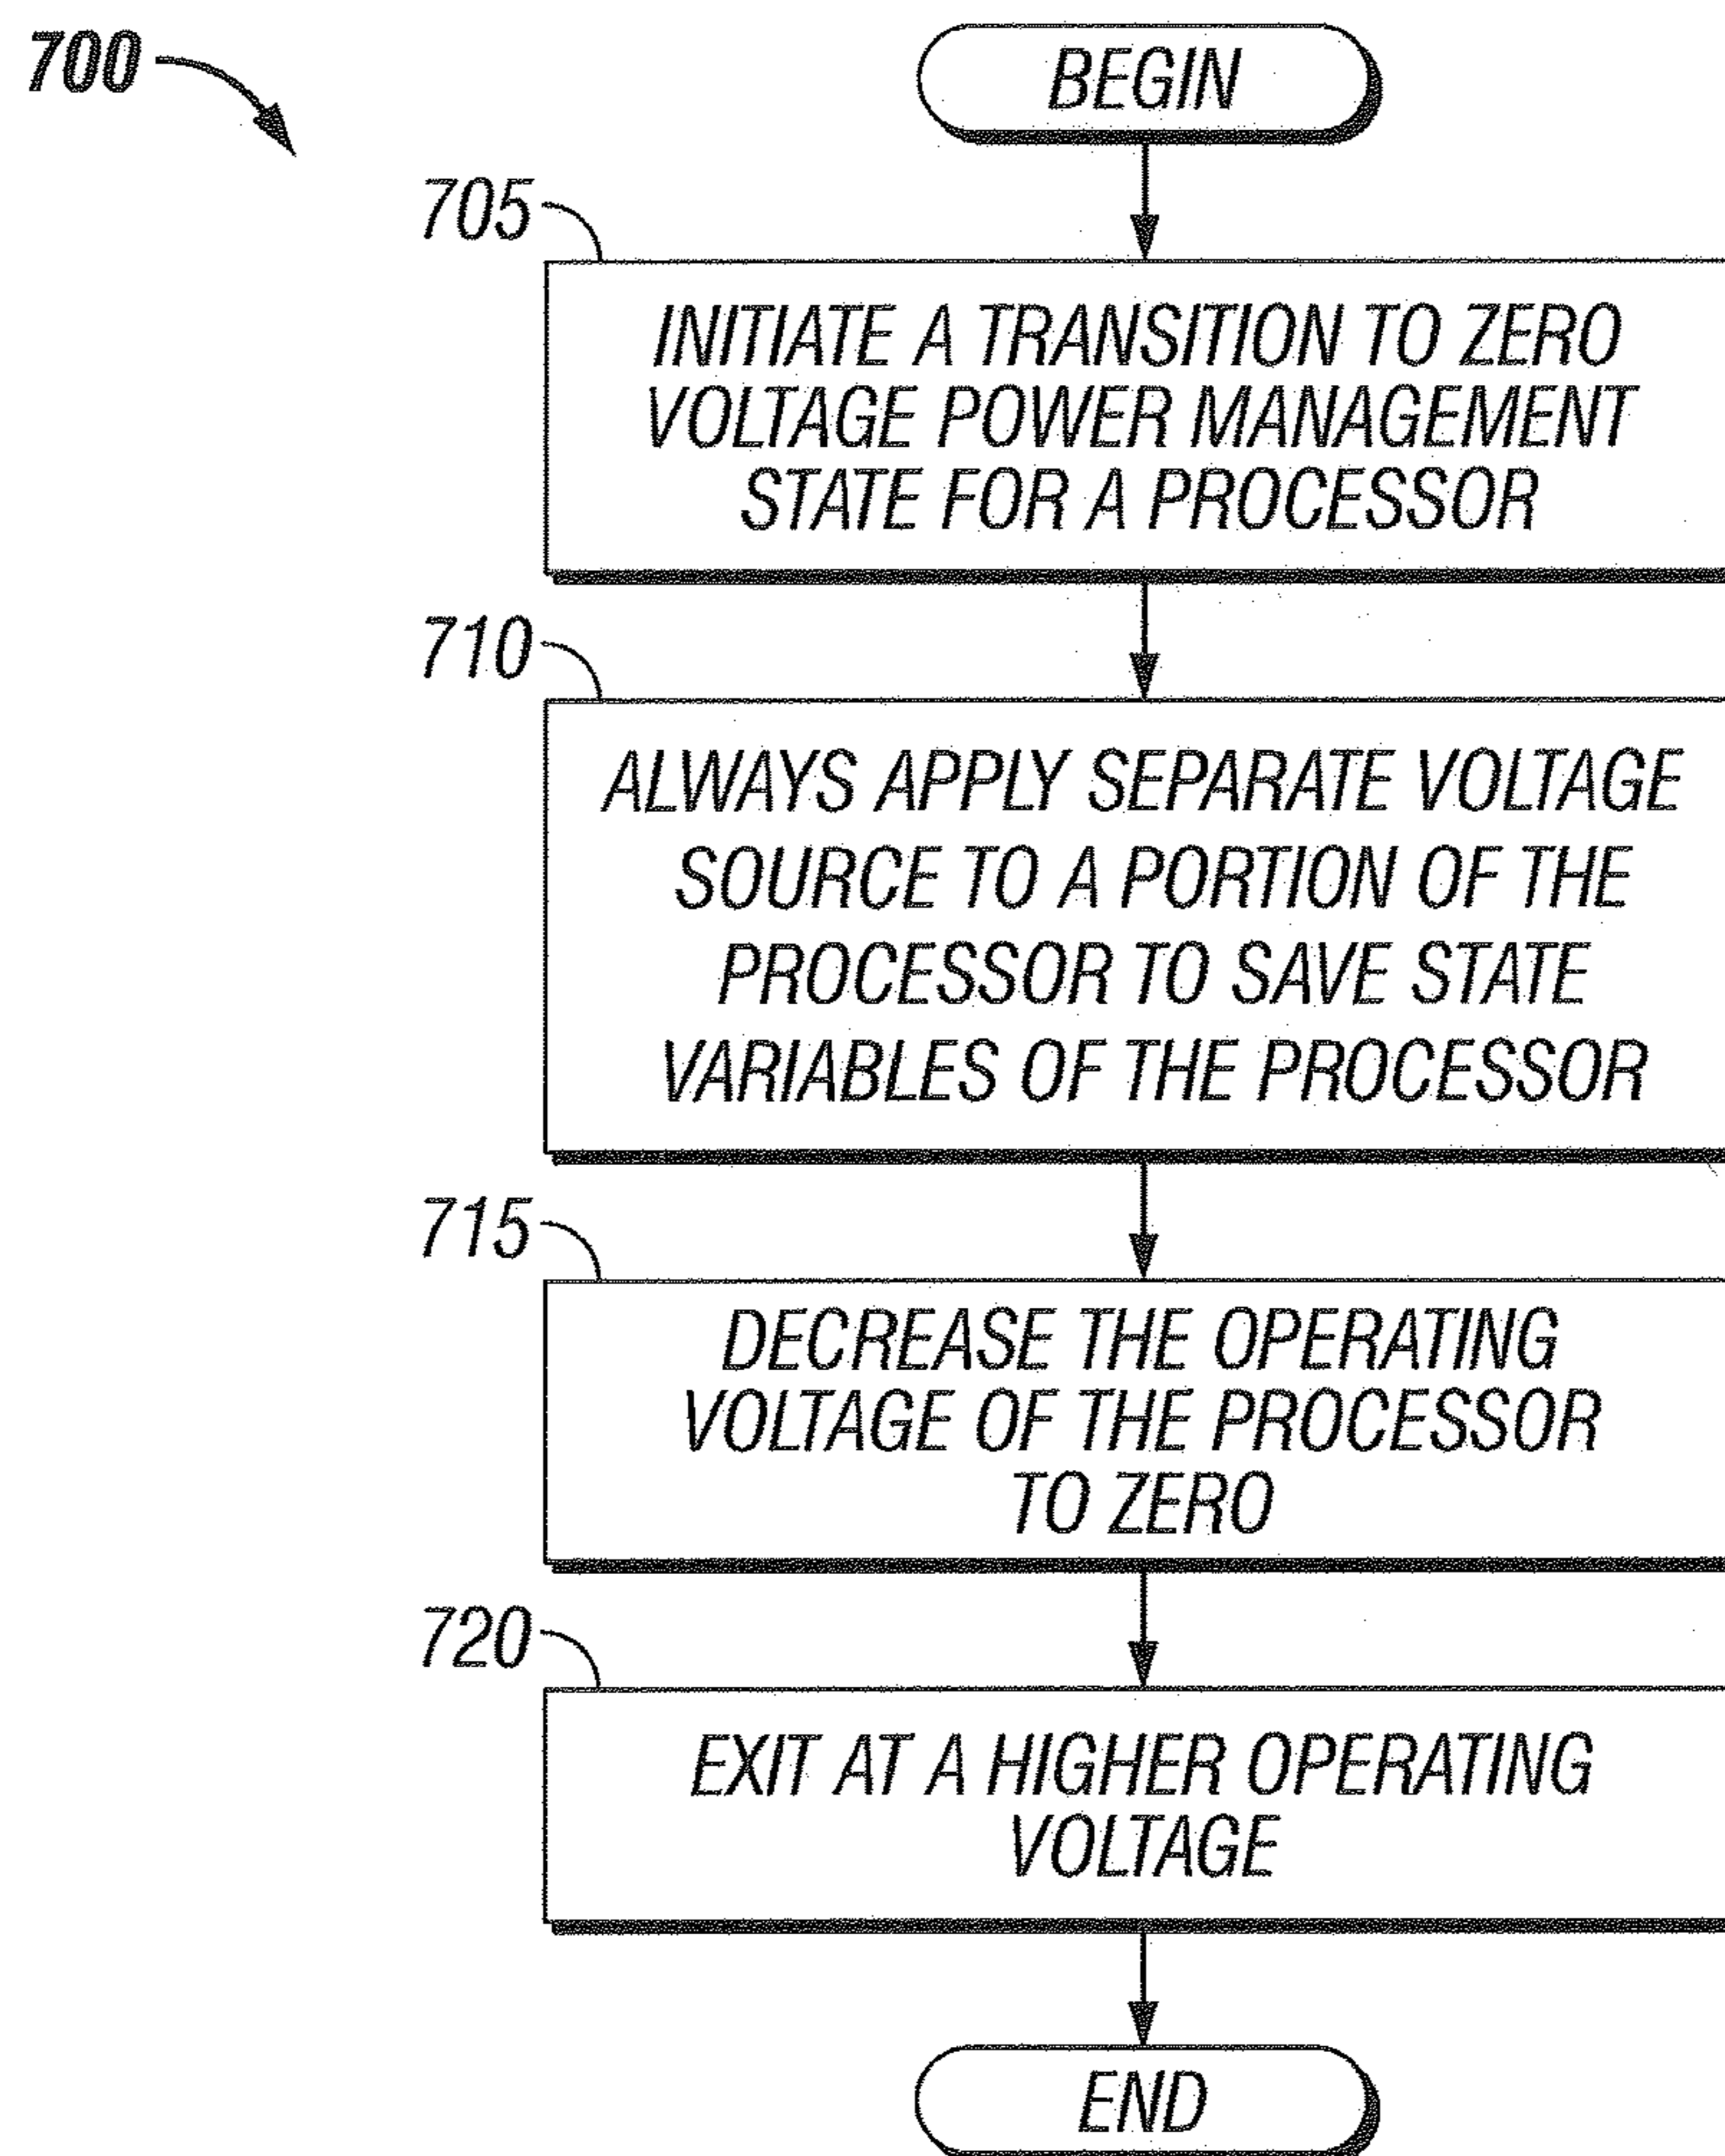 700
BEGIN
705
INITIATE A TRANSITION TO ZERO
VOLTAGE POWER MANAGEMENT
STATE FOR A PROCESSOR
710
ALWAYS APPLY SEPARATE VOLTAGE
SOURCE TO A PORTION OF THE
PROCESSOR TO SAVE STATE
VARIABLES OF THE PROCESSOR
715
DECREASE THE OPERATING
VOLTAGE OF THE PROCESSOR
TO ZERO
720
EXIT AT A HIGHER OPERATING
VOLTAGE
END